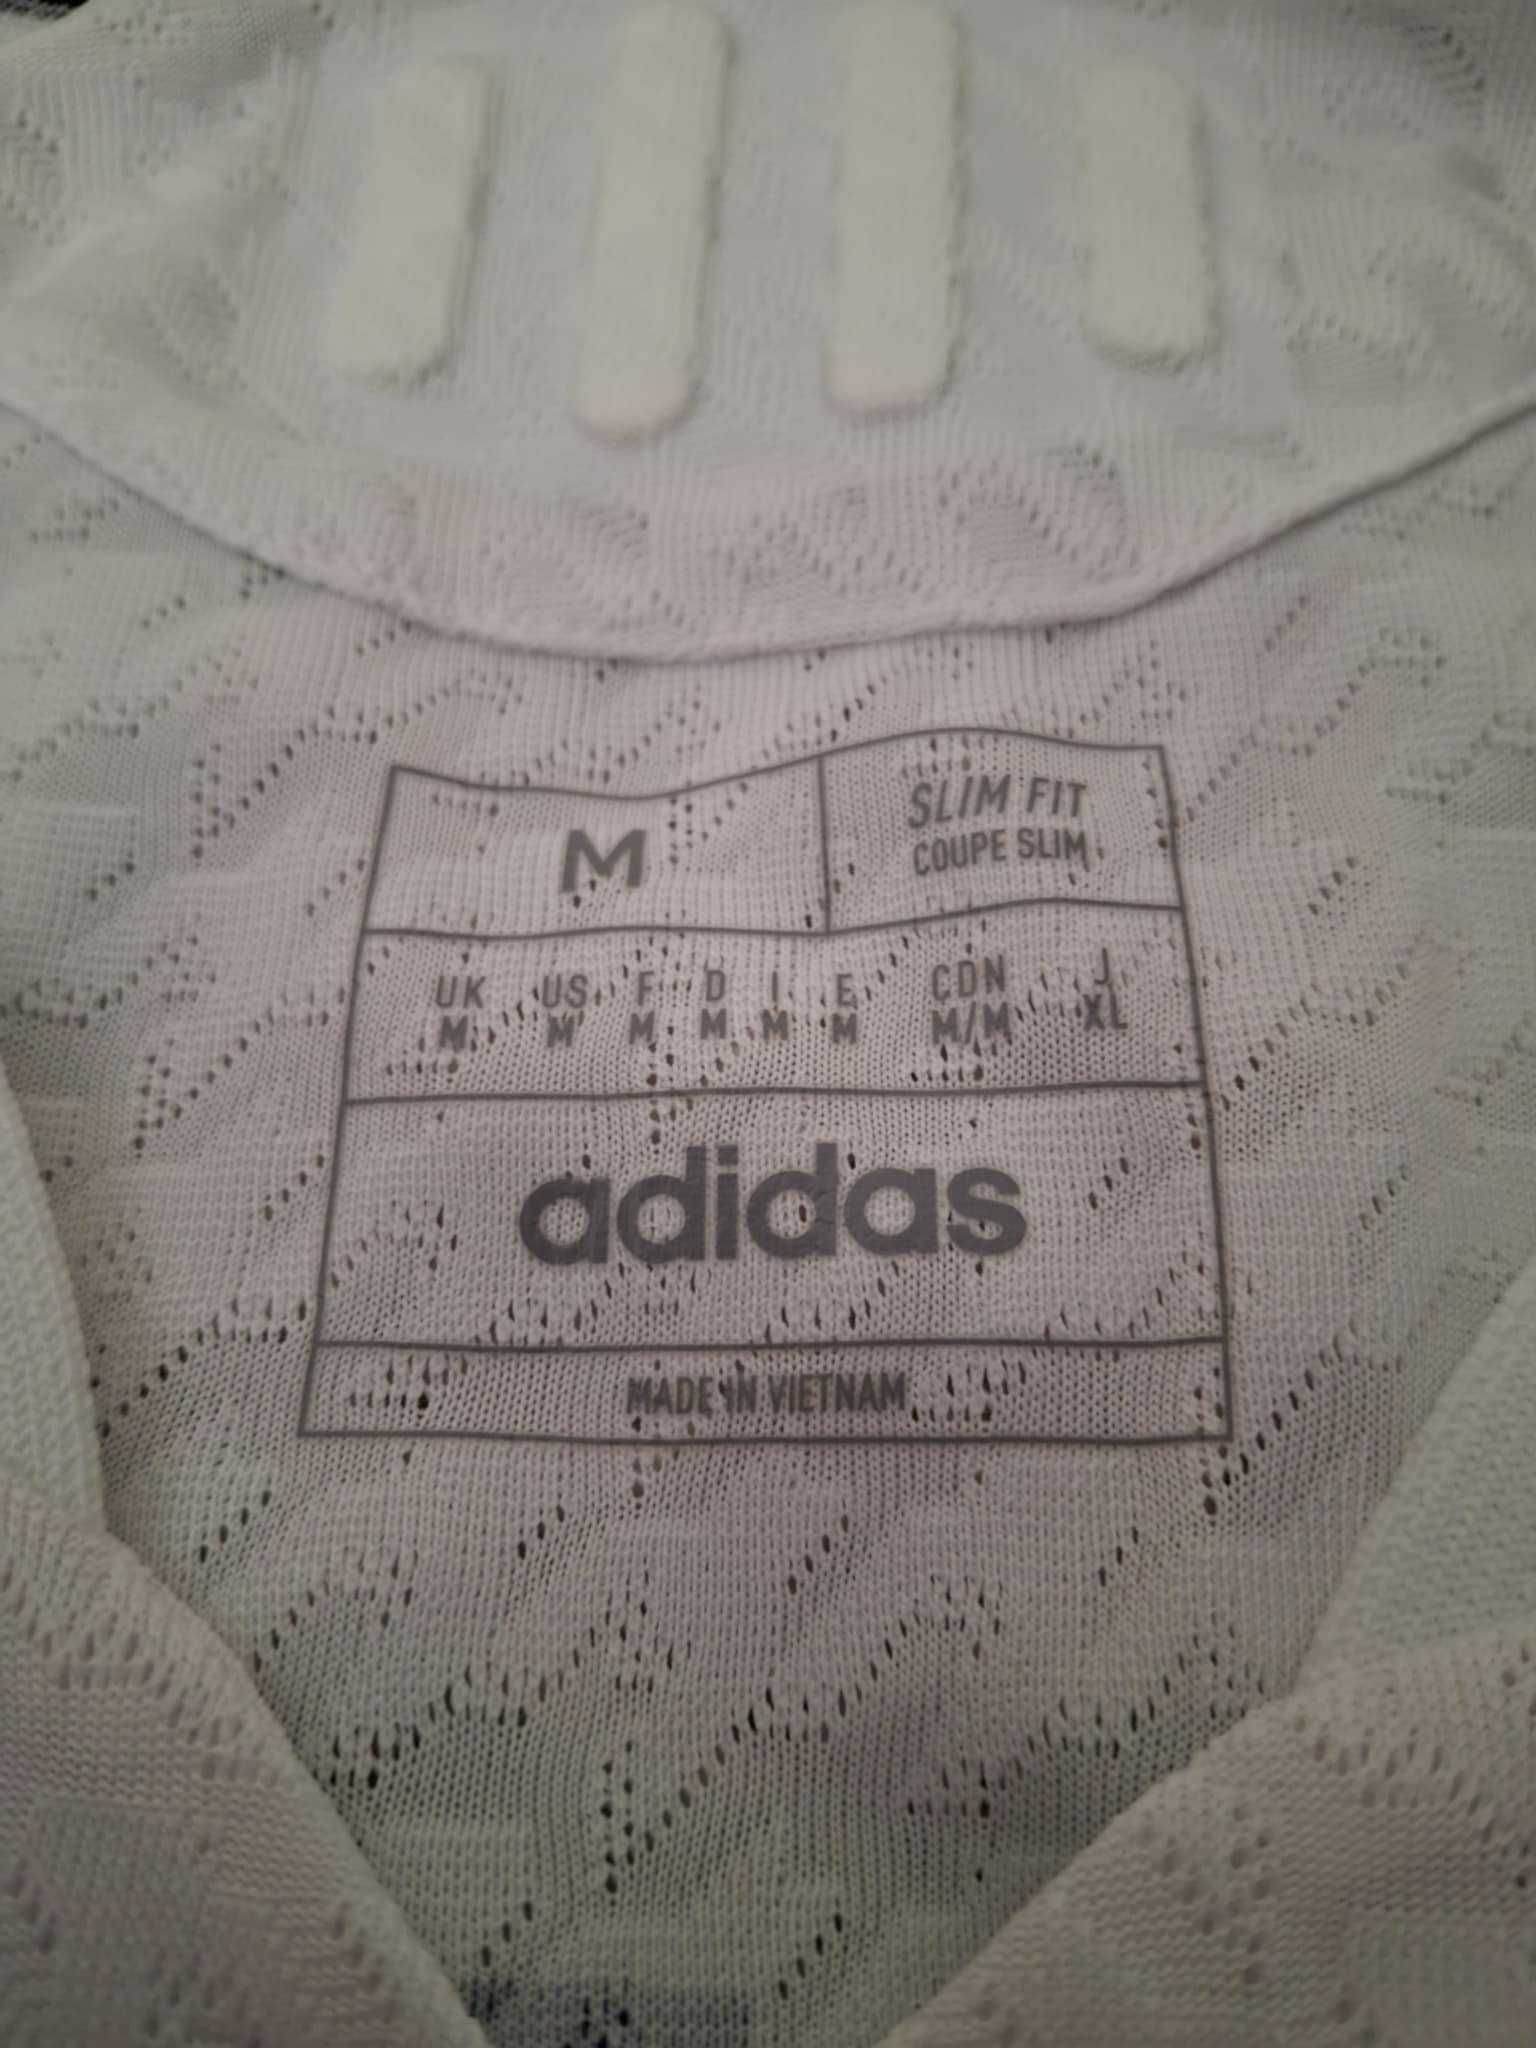 M
SLIM FIT
COUPE SLIM
UK US F D I E CDN J
M M M M M M M/M XL
adidas
MADE IN VIETNAM